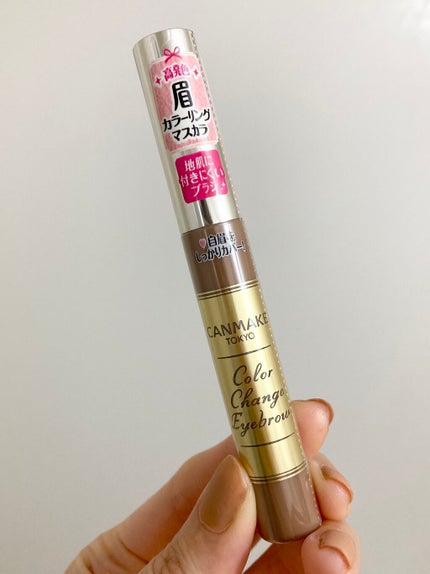 高発色
眉
カラーリング
マスカラ
地肌に
付きにくい
ブラシ
自眉を
しっかりカバー!
CANMAKE
TOKYO
Color
Change
Eyebrow